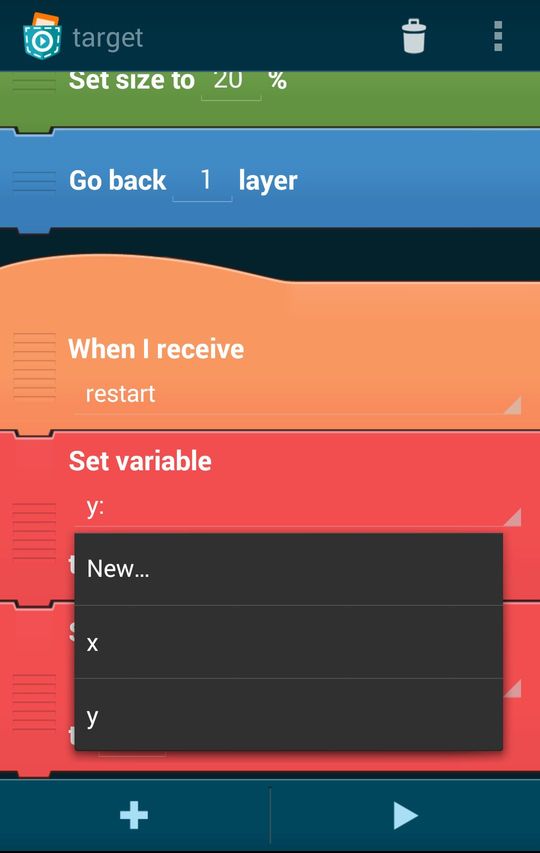 target
Set size to 20 %
Go back 1 layer
When I receive
restart
Set variable
y:
New...
x
y